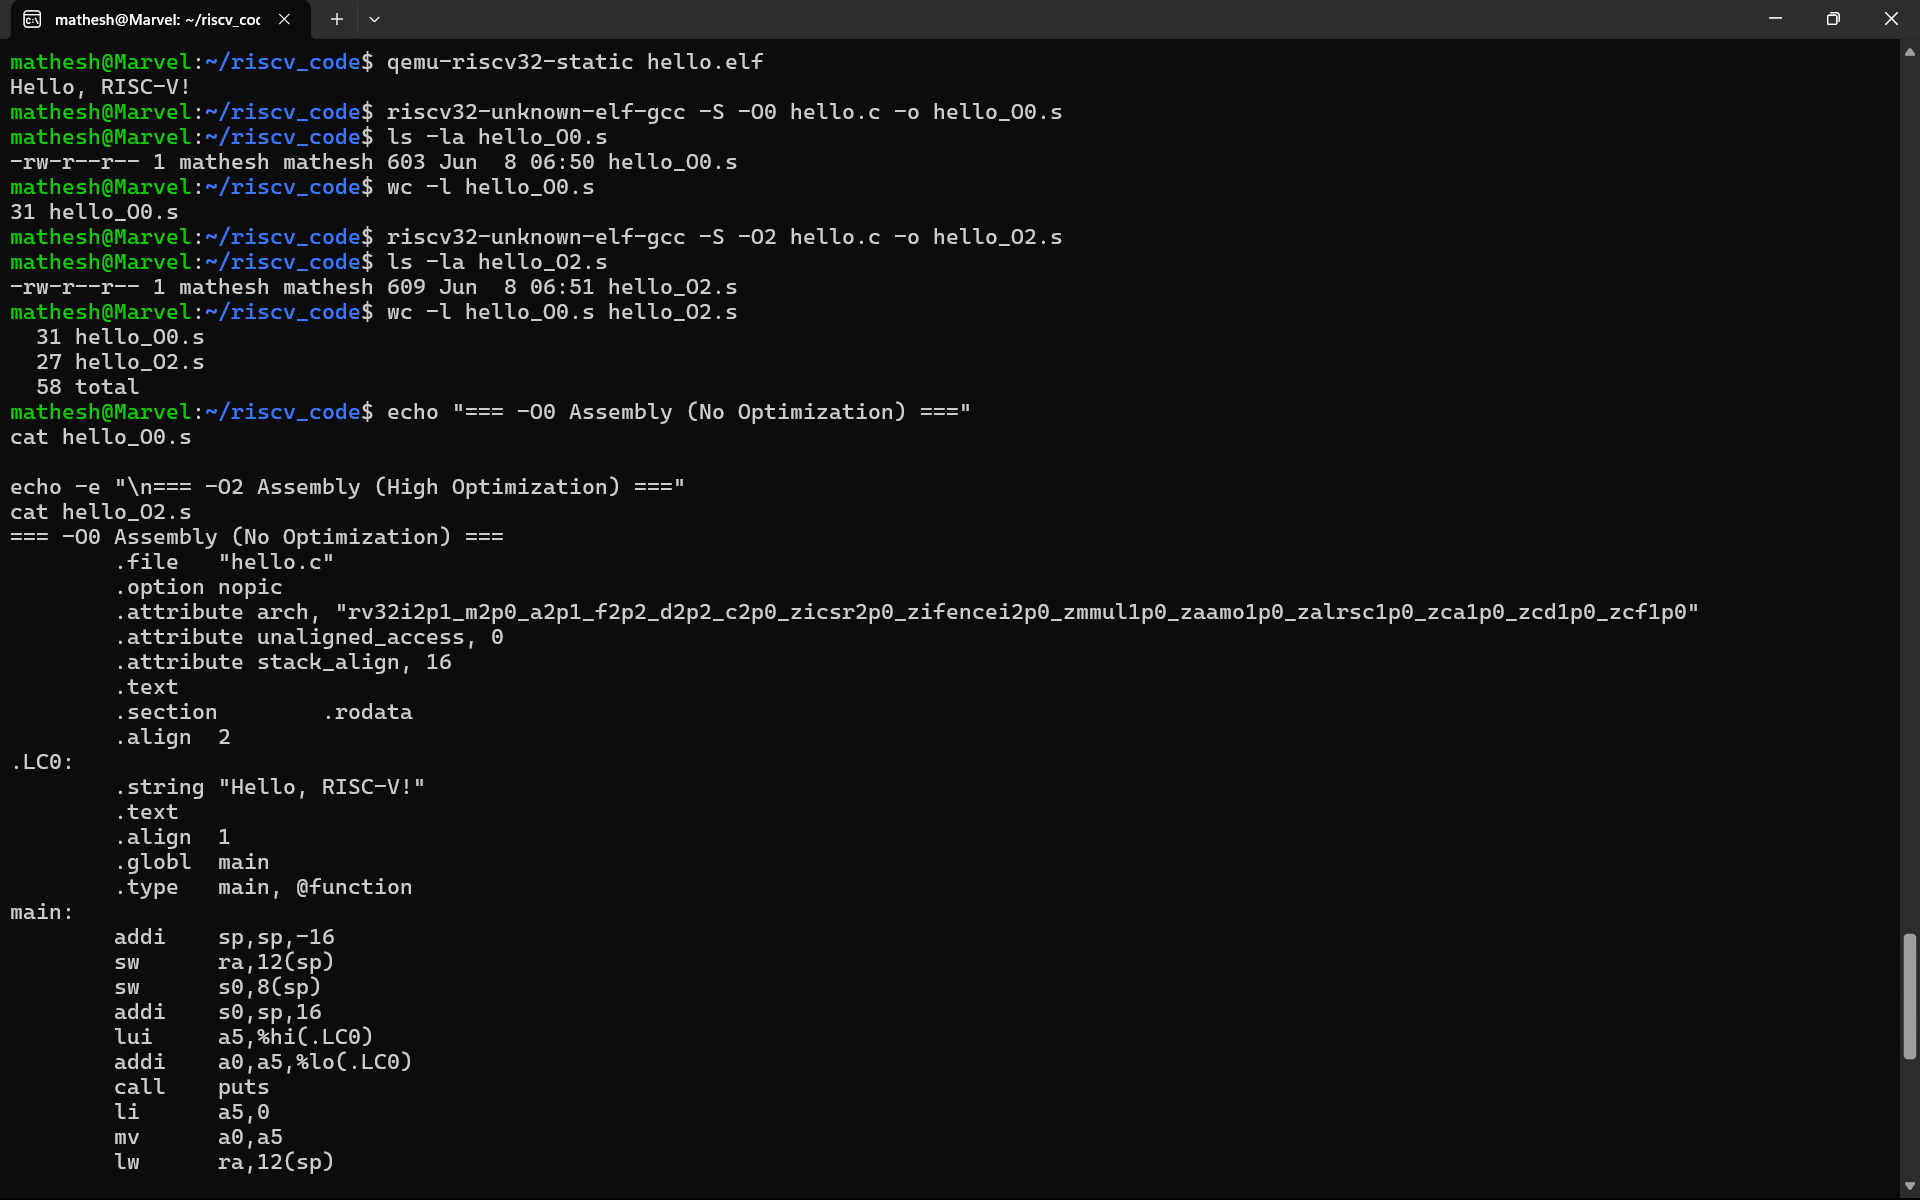 mathesh@Marvel: ~/riscv_coc
mathesh@Marvel:~/riscv_code$ qemu-riscv32-static hello.elf
Hello, RISC-V!
mathesh@Marvel:~/riscv_code$ riscv32-unknown-elf-gcc -S -O0 hello.c -o hello_O0.s
mathesh@Marvel:~/riscv_code$ ls -la hello_O0.s
-rw-r--r-- 1 mathesh mathesh 603 Jun  8 06:50 hello_O0.s
mathesh@Marvel:~/riscv_code$ wc -l hello_O0.s
31 hello_O0.s
mathesh@Marvel:~/riscv_code$ riscv32-unknown-elf-gcc -S -O2 hello.c -o hello_O2.s
mathesh@Marvel:~/riscv_code$ ls -la hello_O2.s
-rw-r--r-- 1 mathesh mathesh 609 Jun  8 06:51 hello_O2.s
mathesh@Marvel:~/riscv_code$ wc -l hello_O0.s hello_O2.s
  31 hello_O0.s
  27 hello_O2.s
  58 total
mathesh@Marvel:~/riscv_code$ echo "=== -O0 Assembly (No Optimization) ==="
cat hello_O0.s

echo -e "\n=== -O2 Assembly (High Optimization) ==="
cat hello_O2.s
=== -O0 Assembly (No Optimization) ===
        .file   "hello.c"
        .option nopic
        .attribute arch, "rv32i2p1_m2p0_a2p1_f2p2_d2p2_c2p0_zicsr2p0_zifencei2p0_zmmul1p0_zaamo1p0_zalrsc1p0_zca1p0_zcd1p0_zcf1p0"
        .attribute unaligned_access, 0
        .attribute stack_align, 16
        .text
        .section        .rodata
        .align  2
.LC0:
        .string "Hello, RISC-V!"
        .text
        .align  1
        .globl  main
        .type   main, @function
main:
        addi    sp,sp,-16
        sw      ra,12(sp)
        sw      s0,8(sp)
        addi    s0,sp,16
        lui     a5,%hi(.LC0)
        addi    a0,a5,%lo(.LC0)
        call    puts
        li      a5,0
        mv      a0,a5
        lw      ra,12(sp)